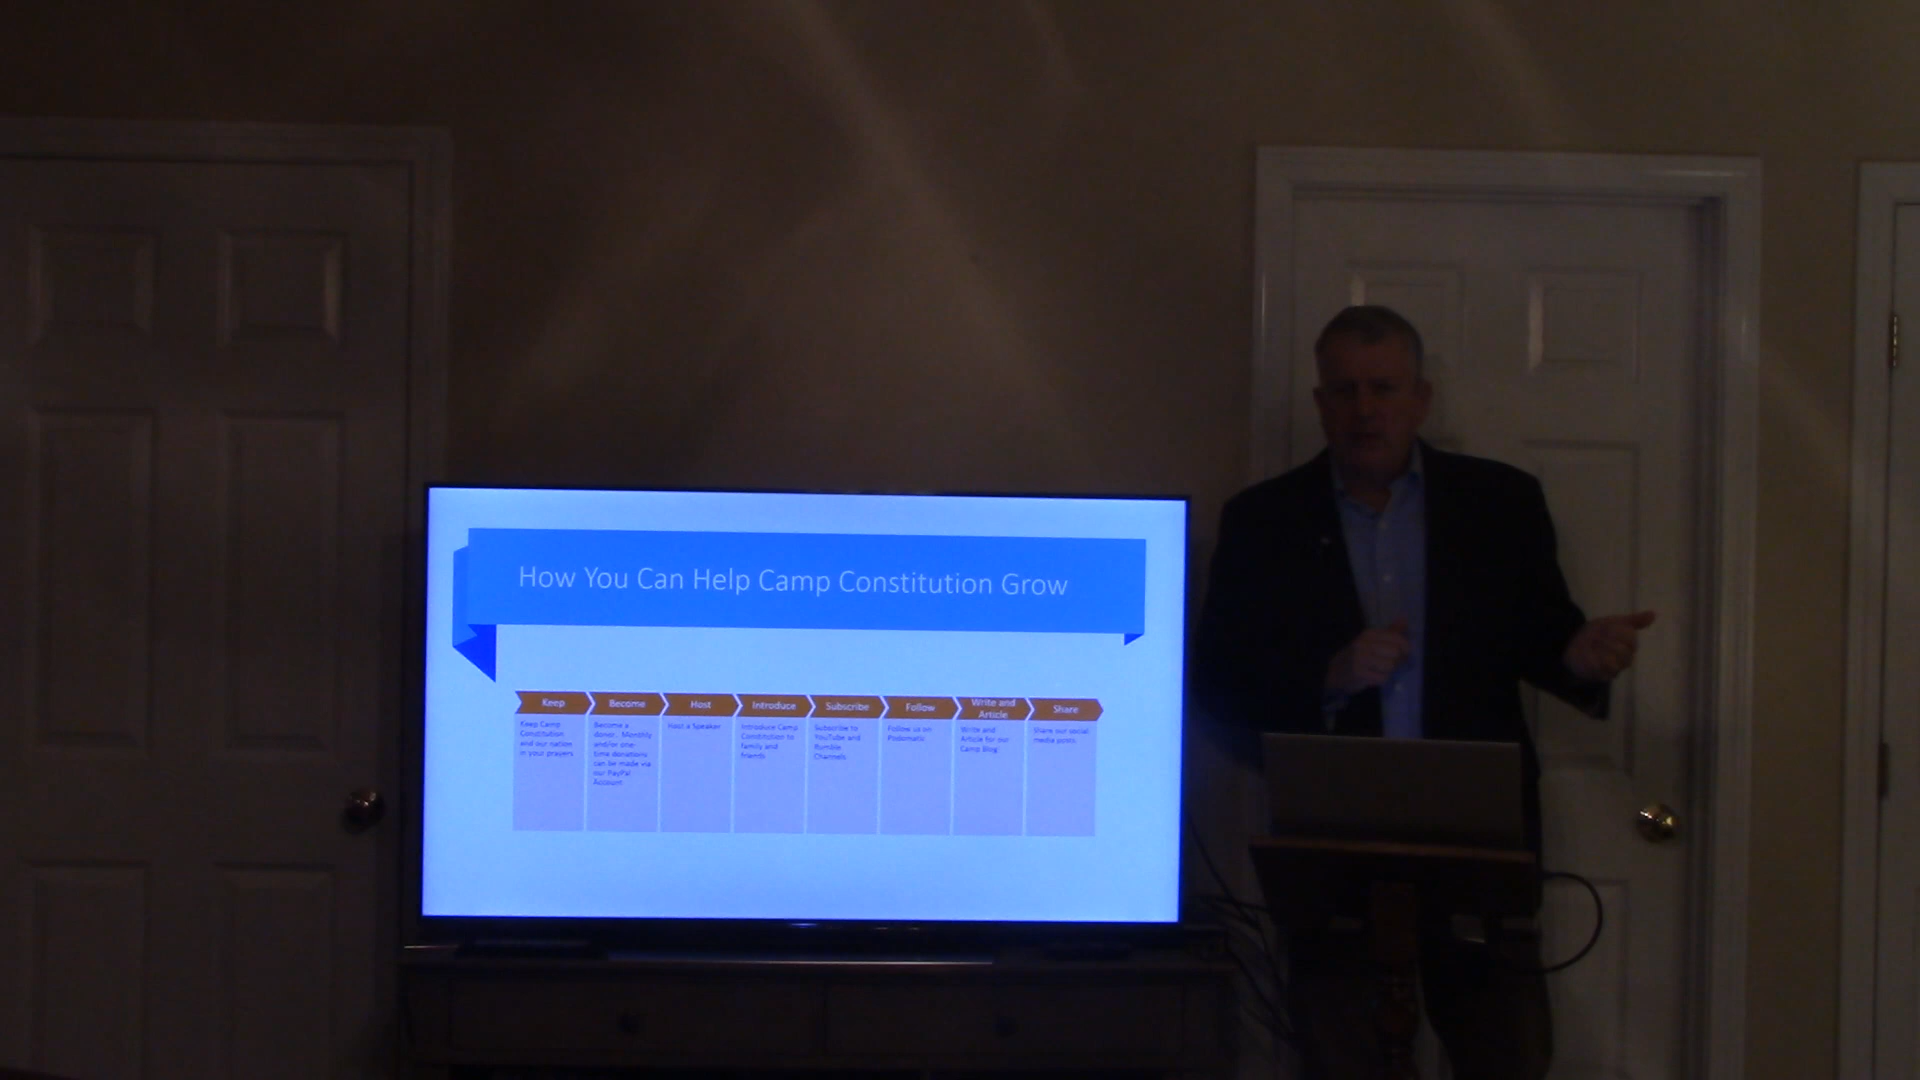 How You Can Help Camp Constitution Grow
Keep
Keep Camp
Constitution
and our nation
in your prayers
Become
Become a
donor. Monthly
and/or one-
time donations
can be made via
our PayPal
Account
Host
Host a Speaker
Introduce
Introduce Camp
Constitution to
family and
friends
Subscribe
Subscribe to
YouTube and
Rumble
Channels
Follow
Follow us on
Podomatic
Write and
Article
Write and
Article for our
Camp Blog
Share
Share our social
media posts